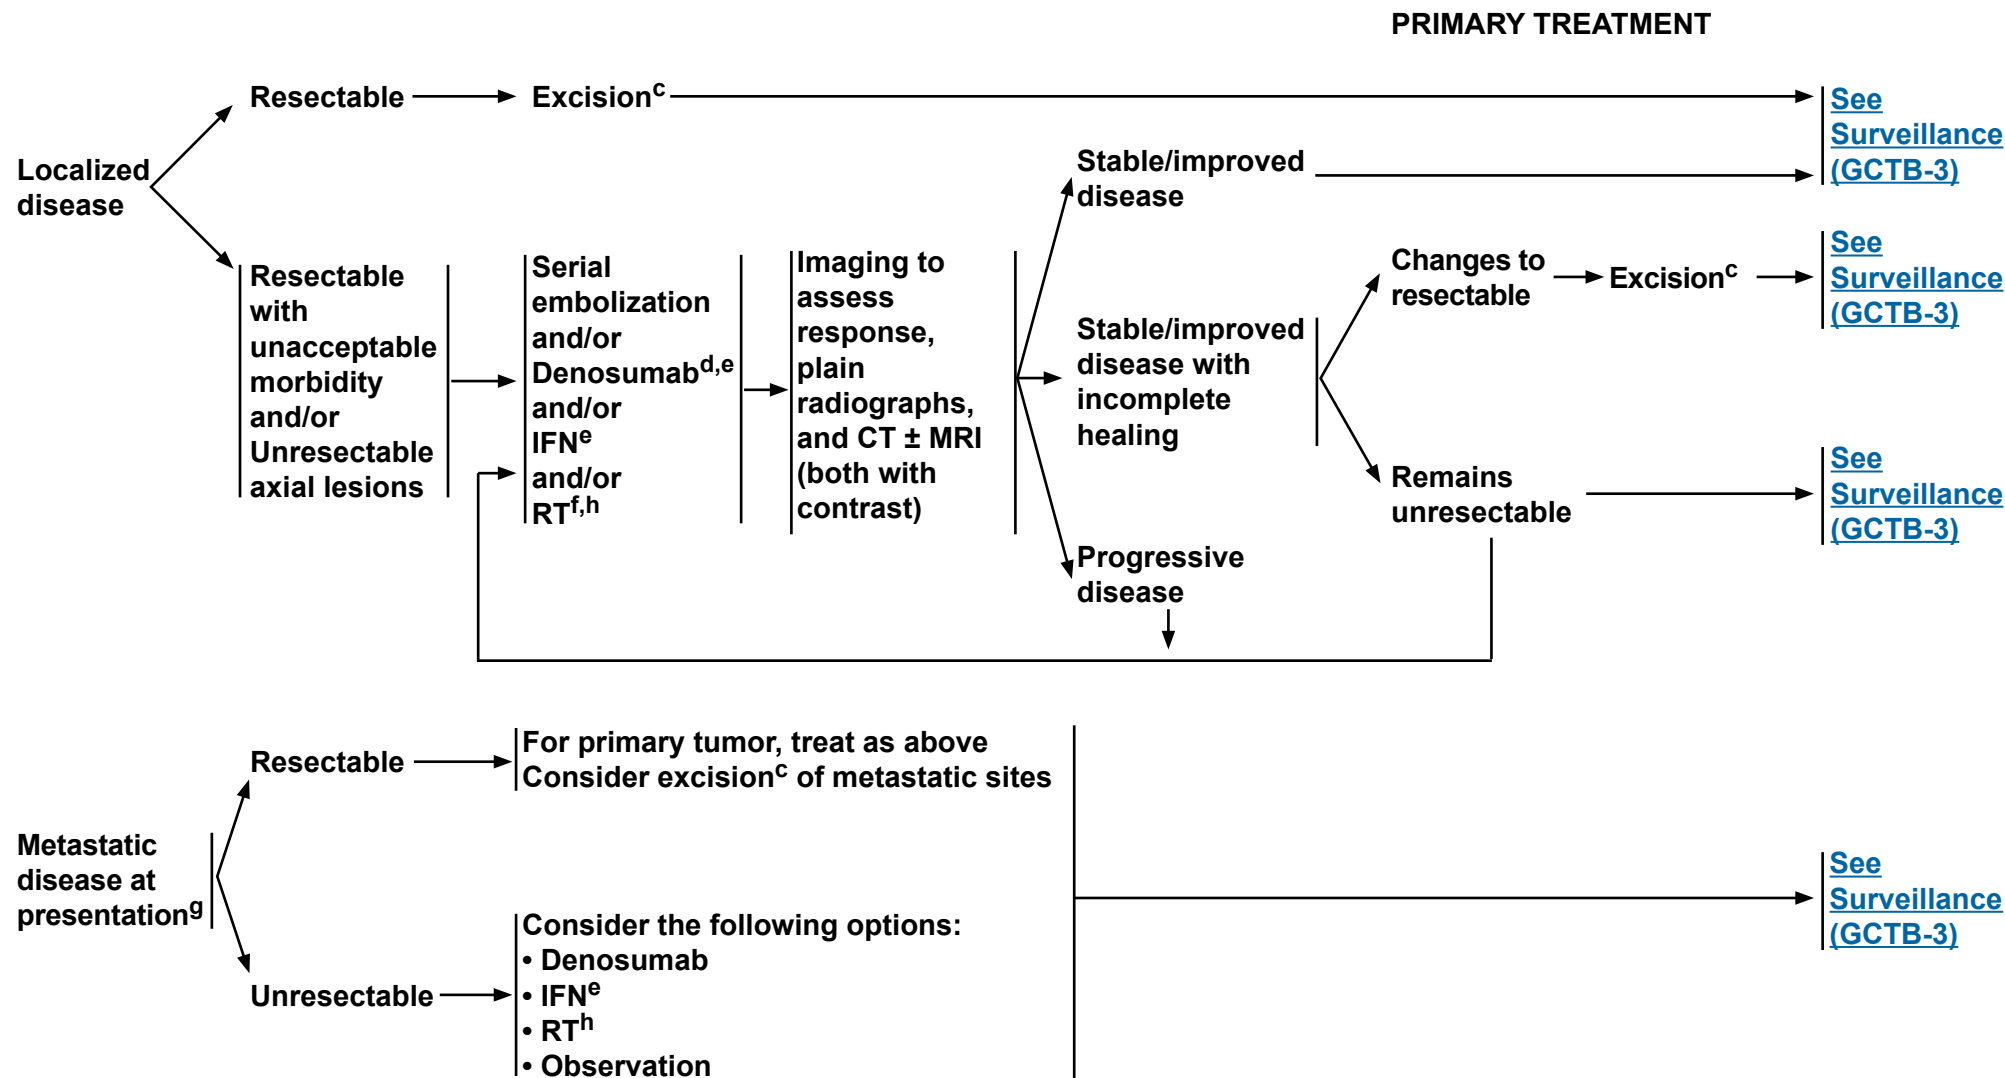 PRIMARY TREATMENT
Resectable
Excisionᶜ
See
Surveillance
(GCTB-3)
Localized
disease
Stable/improved
disease
Resectable
with
unacceptable
morbidity
and/or
Unresectable
axial lesions
Serial
embolization
and/or
Denosumabᵈ,ᵉ
and/or
IFNᵉ
and/or
RTᶠ,ʰ
Imaging to
assess
response,
plain
radiographs,
and CT ± MRI
(both with
contrast)
Stable/improved
disease with
incomplete
healing
Changes to
resectable
Excisionᶜ
See
Surveillance
(GCTB-3)
Remains
unresectable
See
Surveillance
(GCTB-3)
Progressive
disease
Metastatic
disease at
presentationᵍ
Resectable
For primary tumor, treat as above
Consider excisionᶜ of metastatic sites
Unresectable
Consider the following options:
• Denosumab
• IFNᵉ
• RTʰ
• Observation
See
Surveillance
(GCTB-3)